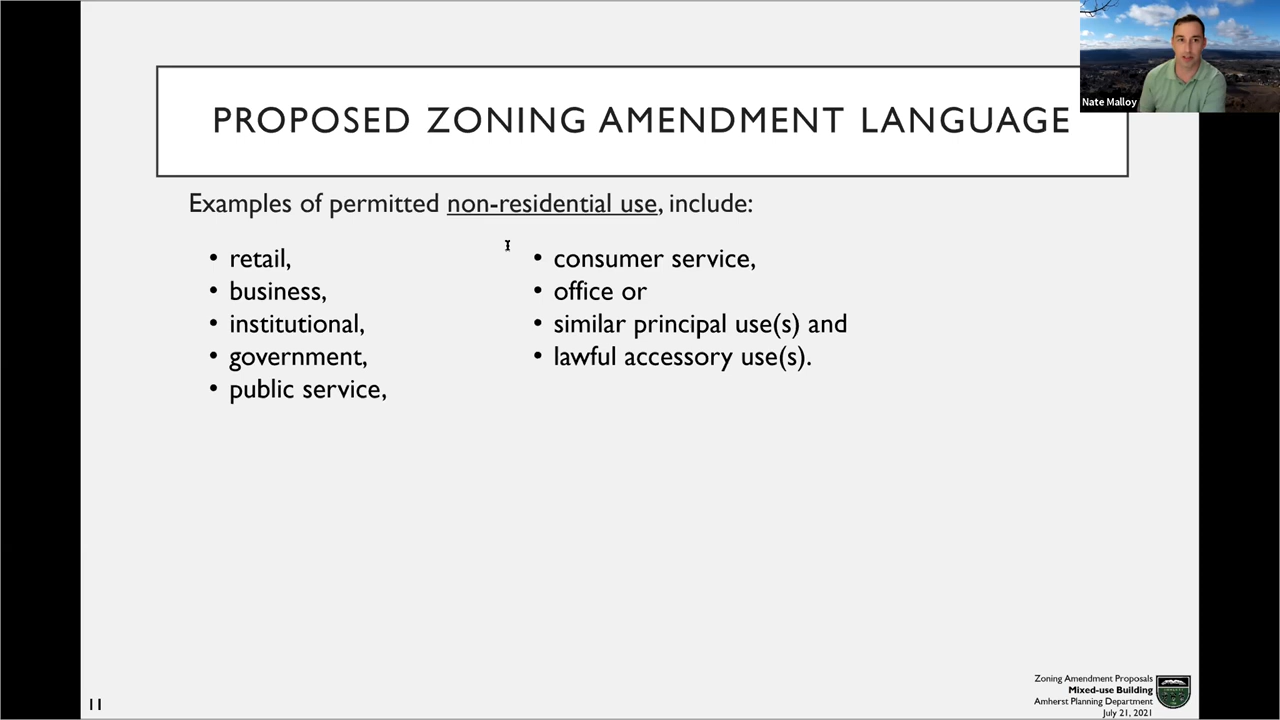 Nate Malloy
PROPOSED ZONING AMENDMENT LANGUAGE
Examples of permitted non-residential use, include:
• retail,
• business,
• institutional,
• government,
• public service,
• consumer service,
• office or
• similar principal use(s) and
• lawful accessory use(s).
11
Zoning Amendment Proposals
Mixed-use Building
Amherst Planning Department
July 21, 2021